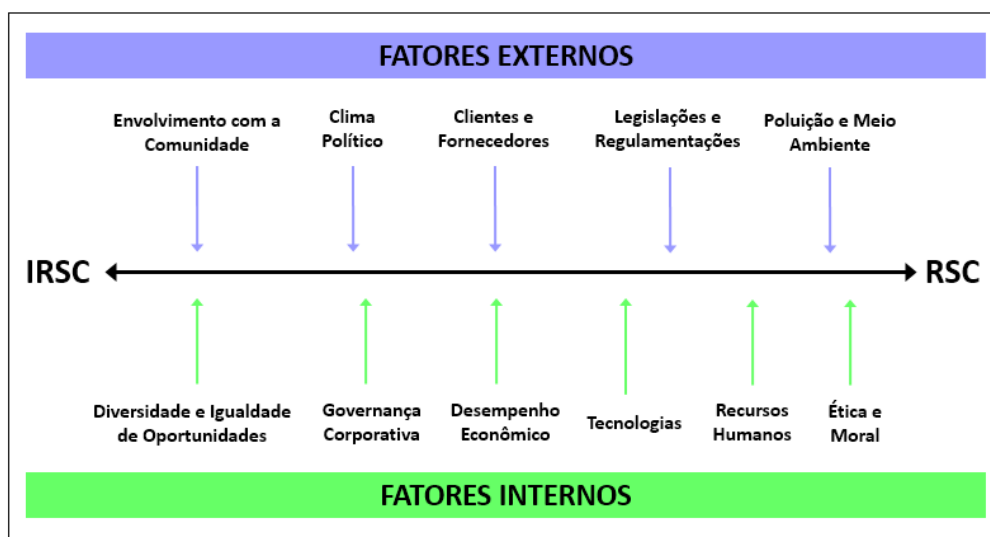 FATORES EXTERNOS
Envolvimento com a
Comunidade
Clima
Político
Clientes e
Fornecedores
Legislações e
Regulamentações
Poluição e Meio
Ambiente
IRSC
RSC
Diversidade e Igualdade
de Oportunidades
Governança
Corporativa
Desempenho
Econômico
Tecnologias
Recursos
Humanos
Ética e
Moral
FATORES INTERNOS